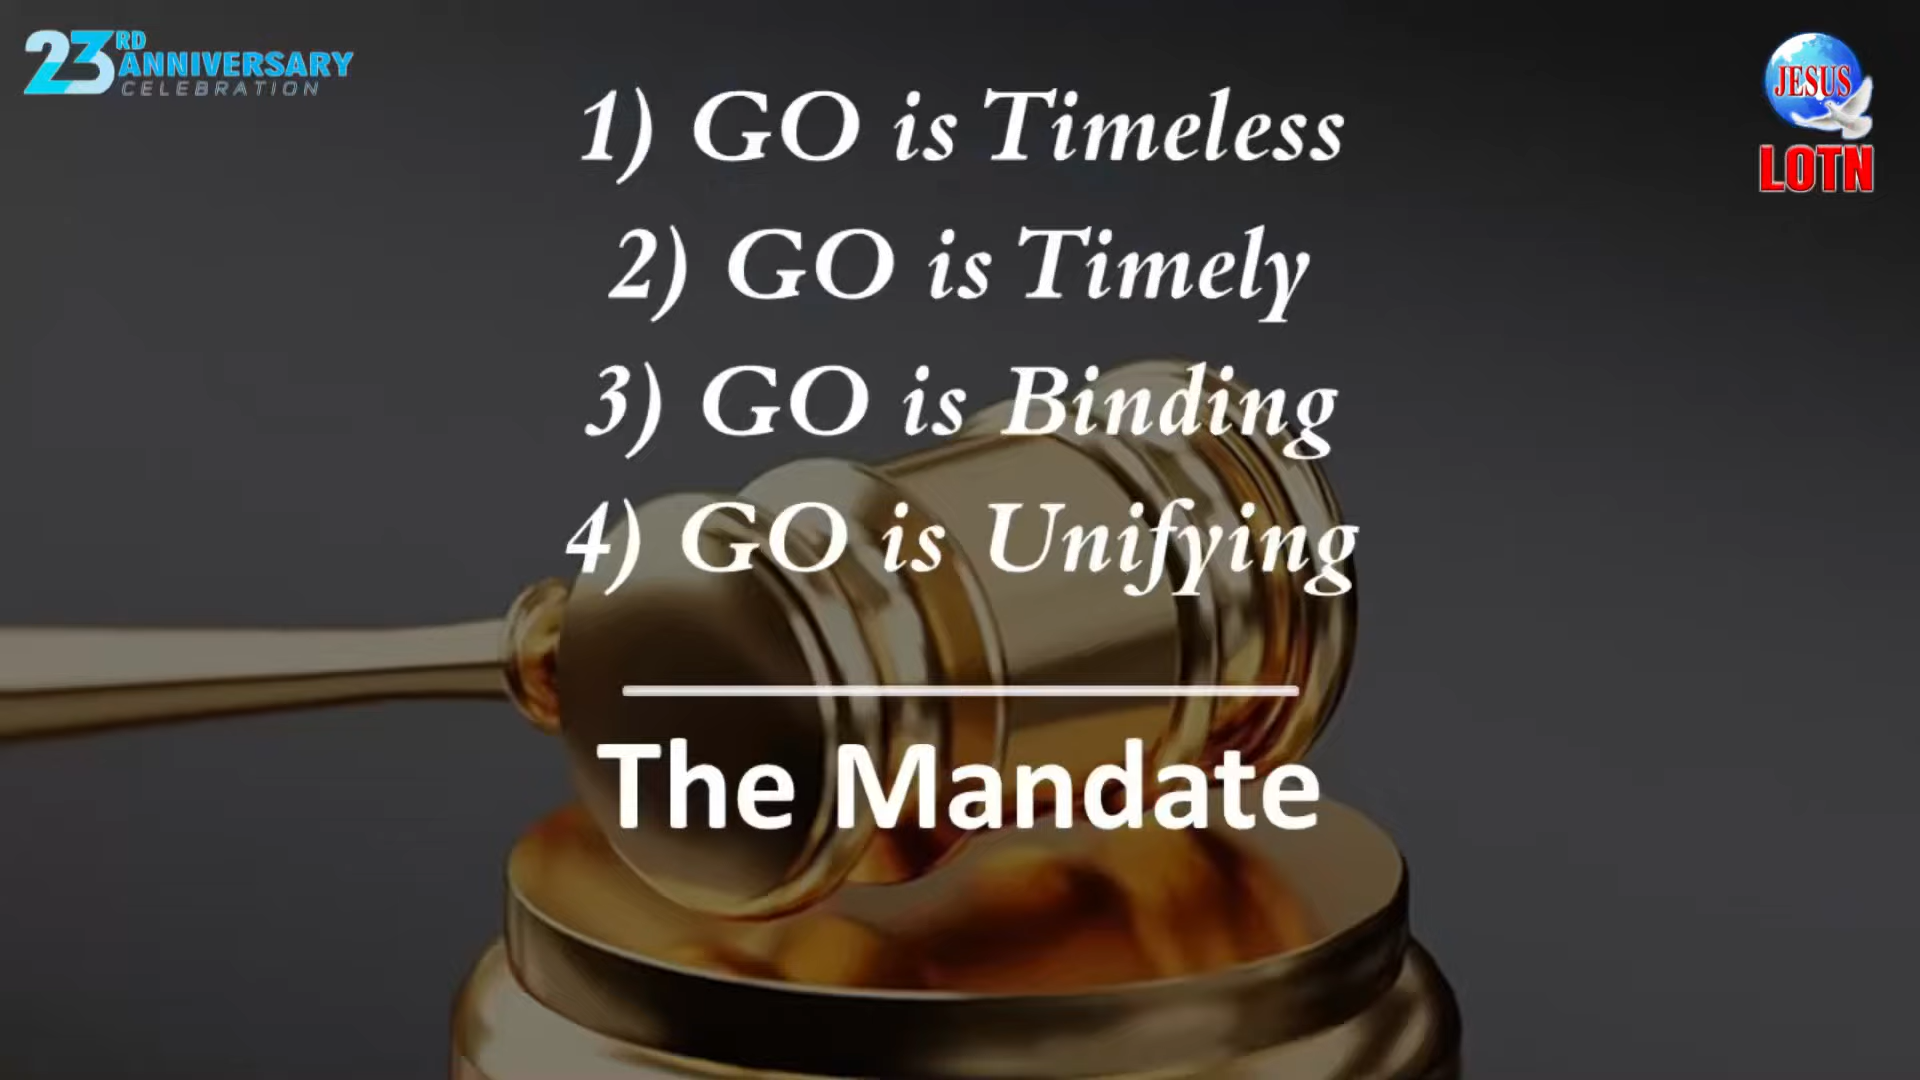 23RD
ANNIVERSARY
CELEBRATION
JESUS
LOTN
1) GO is Timeless
2) GO is Timely
3) GO is Binding
4) GO is Unifying
The Mandate